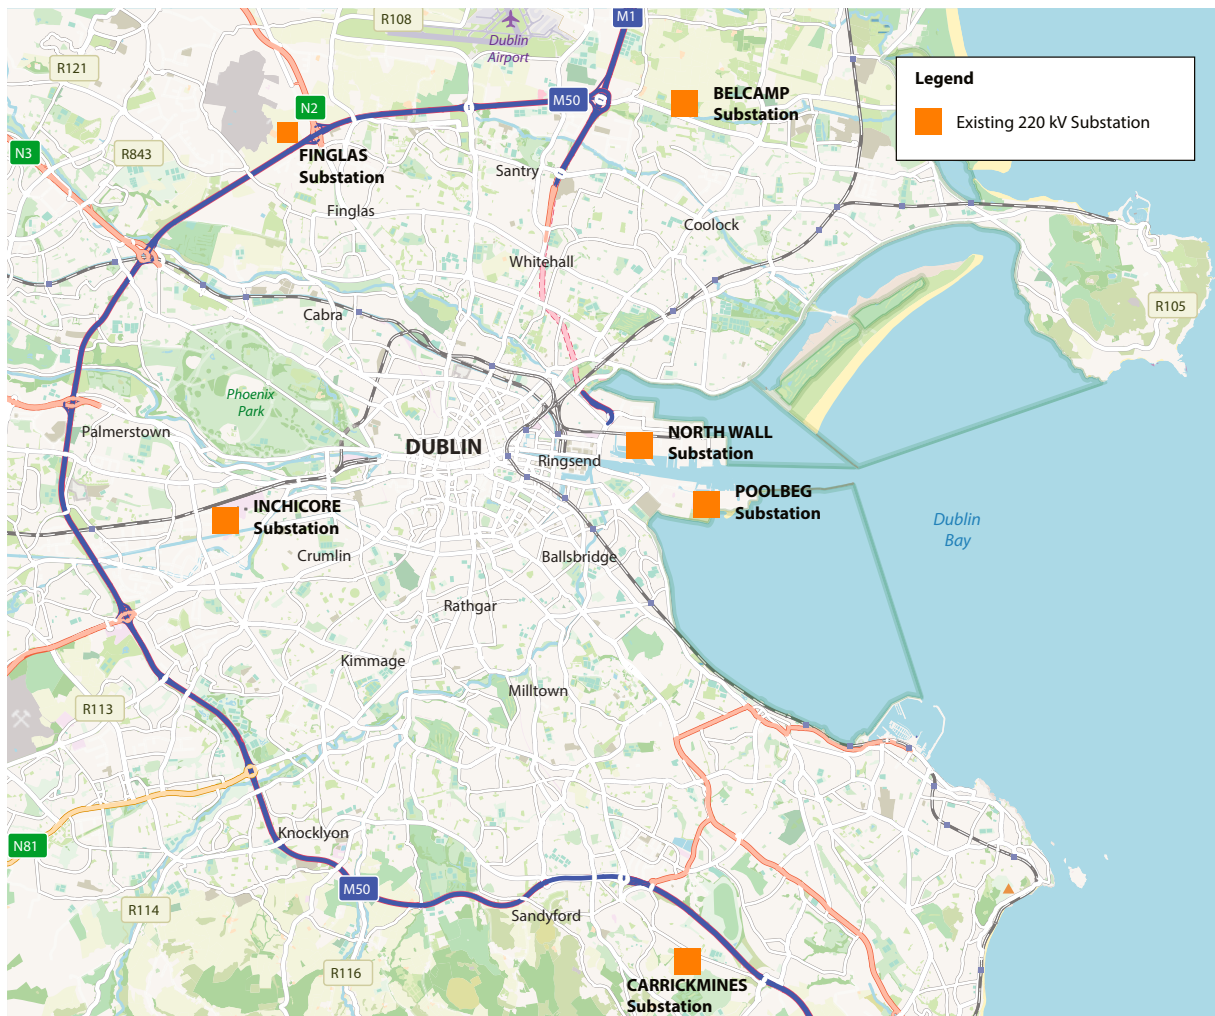 R108
M1
Dublin
Airport
R121
Legend
N2
M50
BELCAMP
Substation
Existing 220 kV Substation
N3
R843
FINGLAS
Substation
Santry
Finglas
Coolock
Whitehall
R105
Cabra
Phoenix
Park
Palmerstown
DUBLIN
NORTH WALL
Substation
Ringsend
POOLBEG
Substation
INCHICORE
Substation
Dublin
Bay
Crumlin
Ballsbridge
Rathgar
Kimmage
Milltown
R113
Knocklyon
N81
M50
R114
Sandyford
R116
CARRICKMINES
Substation